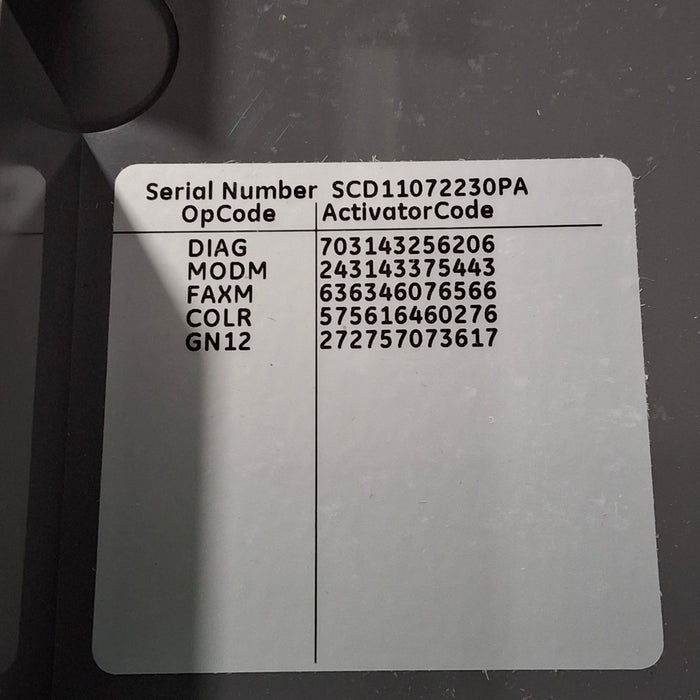 Serial Number SCD11072230PA
OpCode ActivatorCode
DIAG 703143256206
MODM 243143375443
FAXM 636346076566
COLR 575616460276
GN12 272757073617